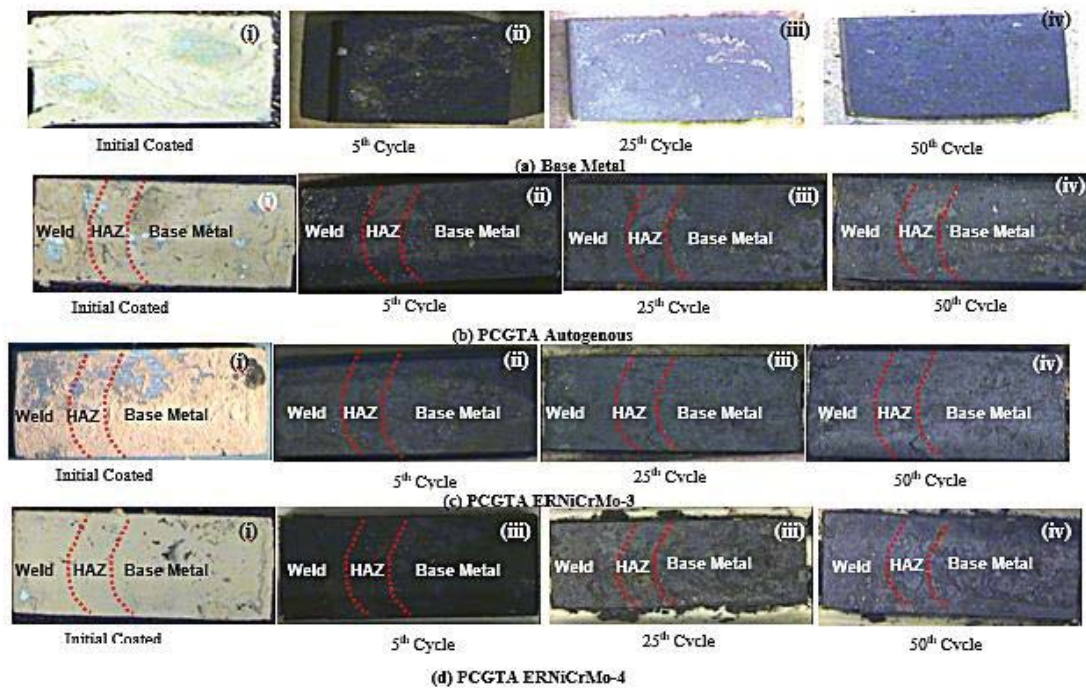 (i) (ii) (iii) (iv)
Initial Coated 5th Cycle 25th Cycle 50th Cycle
(a) Base Metal
(i) (ii) (iii) (iv)
Weld HAZ Base Metal Weld HAZ Base Metal Weld HAZ Base Metal Weld HAZ Base Metal
Initial Coated 5th Cycle 25th Cycle 50th Cycle
(b) PCGTA Autogenous
(i) (ii) (iii) (iv)
Weld HAZ Base Metal Weld HAZ Base Metal Weld HAZ Base Metal Weld HAZ Base Metal
Initial Coated 5th Cycle 25th Cycle 50th Cycle
(c) PCGTA ERNiCrMo-3
(i) (iii) (iii) (iv)
Weld HAZ Base Metal Weld HAZ Base Metal Weld HAZ Base Metal Weld HAZ Base Metal
Initial Coated 5th Cycle 25th Cycle 50th Cycle
(d) PCGTA ERNiCrMo-4